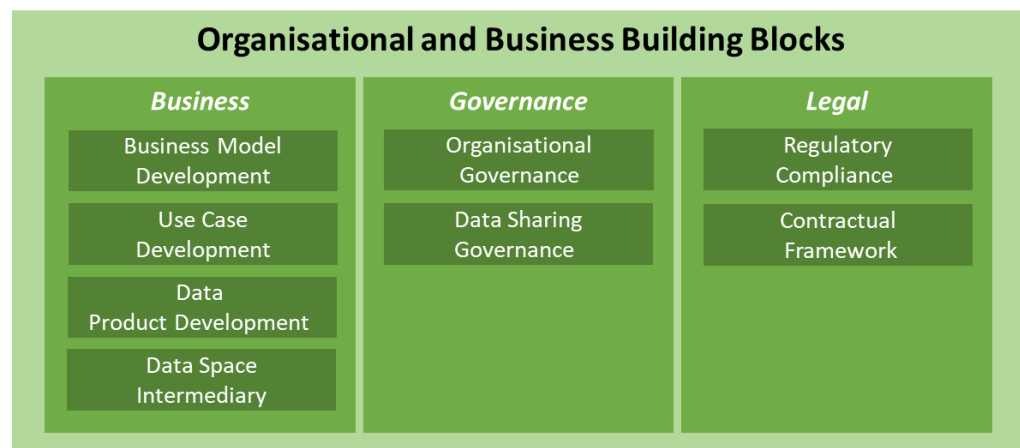 Organisational and Business Building Blocks
Business
Business Model
Development
Use Case
Development
Data
Product Development
Data Space
Intermediary
Governance
Organisational
Governance
Data Sharing
Governance
Legal
Regulatory
Compliance
Contractual
Framework